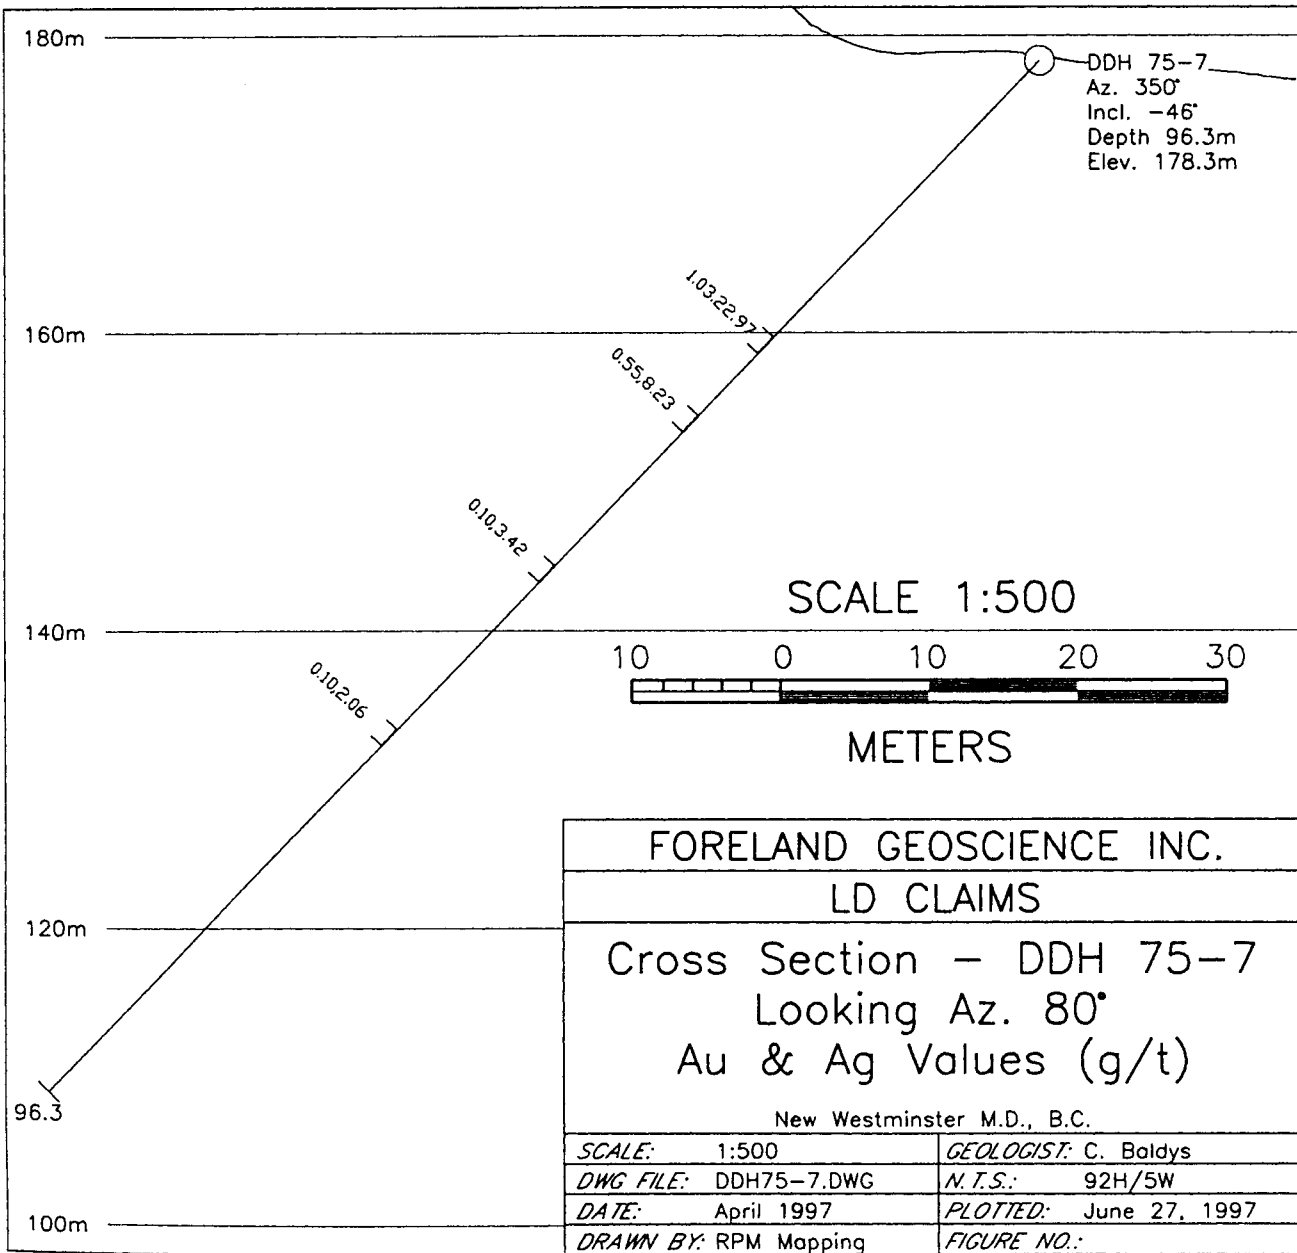 180m
DDH 75-7
Az. 350°
Incl. -46°
Depth 96.3m
Elev. 178.3m
1.03,22.97
160m
0.55,8.23
0.10,3.42
SCALE 1:500
140m
10 0 10 20 30
0.10,2.06
METERS
FORELAND GEOSCIENCE INC.
LD CLAIMS
120m
Cross Section - DDH 75-7
Looking Az. 80°
Au & Ag Values (g/t)
96.3
New Westminster M.D., B.C.
SCALE: 1:500 GEOLOGIST: C. Baldys
DWG FILE: DDH75-7.DWG N.T.S.: 92H/5W
100m
DATE: April 1997 PLOTTED: June 27, 1997
DRAWN BY: RPM Mapping FIGURE NO.: